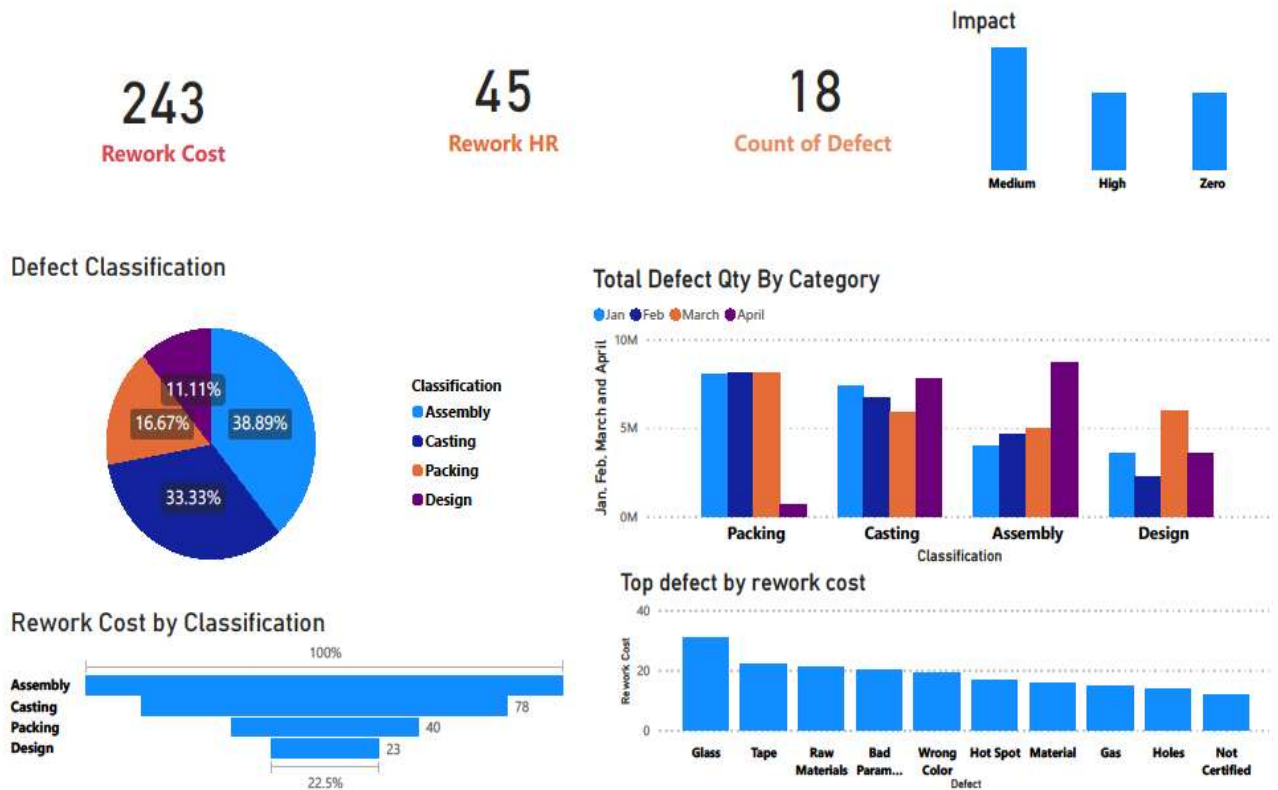 243
Rework Cost
45
Rework HR
18
Count of Defect
Impact
Medium High Zero
Defect Classification
11.11%
16.67% 38.89%
33.33%
Classification
Assembly
Casting
Packing
Design
Total Defect Qty By Category
Jan Feb March April
Jan, Feb, March and April
10M
5M
0M
Packing Casting Assembly Design
Classification
Rework Cost by Classification
100%
Assembly
Casting 78
Packing 40
Design 23
22.5%
Top defect by rework cost
Rework Cost
40
20
0
Glass Tape Raw Bad Wrong Hot Spot Material Gas Holes Not
Materials Param... Color Certified
Defect